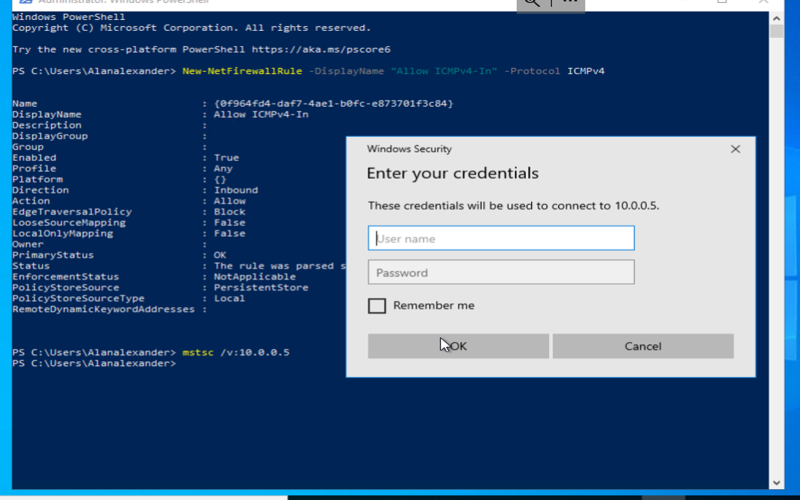 Administrator: Windows PowerShell
Windows PowerShell
Copyright (C) Microsoft Corporation. All rights reserved.
Try the new cross-platform PowerShell https://aka.ms/pscore6
PS C:\Users\Alanalexander> New-NetFirewallRule -DisplayName "Allow ICMPv4-In" -Protocol ICMPv4
Name : {0f964fd4-daf7-4ae1-b0fc-e873701f3c84}
DisplayName : Allow ICMPv4-In
Description :
DisplayGroup :
Group :
Enabled : True
Profile : Any
Platform : {}
Direction : Inbound
Action : Allow
EdgeTraversalPolicy : Block
LooseSourceMapping : False
LocalOnlyMapping : False
Owner :
PrimaryStatus : OK
Status : The rule was parsed s
EnforcementStatus : NotApplicable
PolicyStoreSource : PersistentStore
PolicyStoreSourceType : Local
RemoteDynamicKeywordAddresses :
PS C:\Users\Alanalexander> mstsc /v:10.0.0.5
PS C:\Users\Alanalexander>
Windows Security
Enter your credentials
These credentials will be used to connect to 10.0.0.5.
User name
Password
Remember me
OK
Cancel